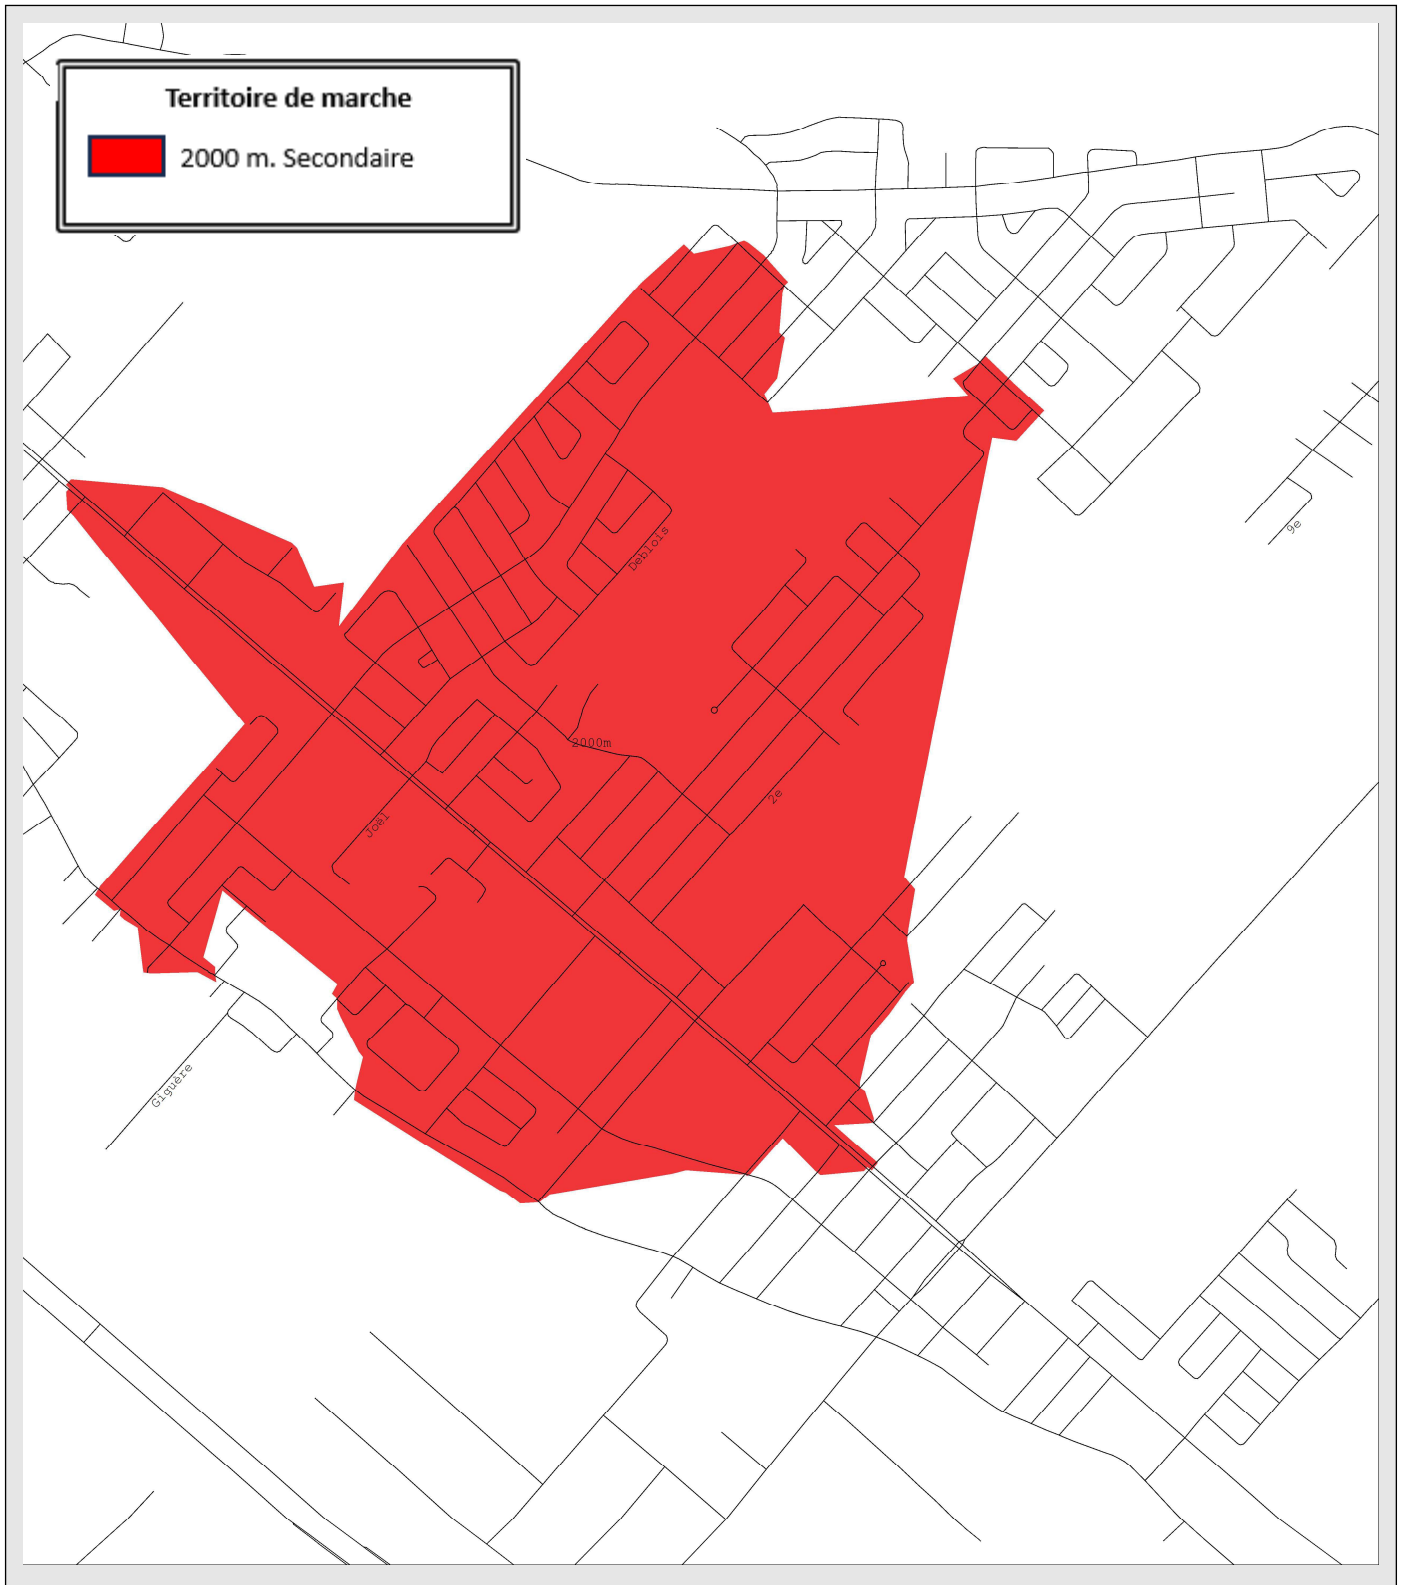 Territoire de marche
2000 m. Secondaire
9e
Deblois
2000m
2e
Joël
Giguère